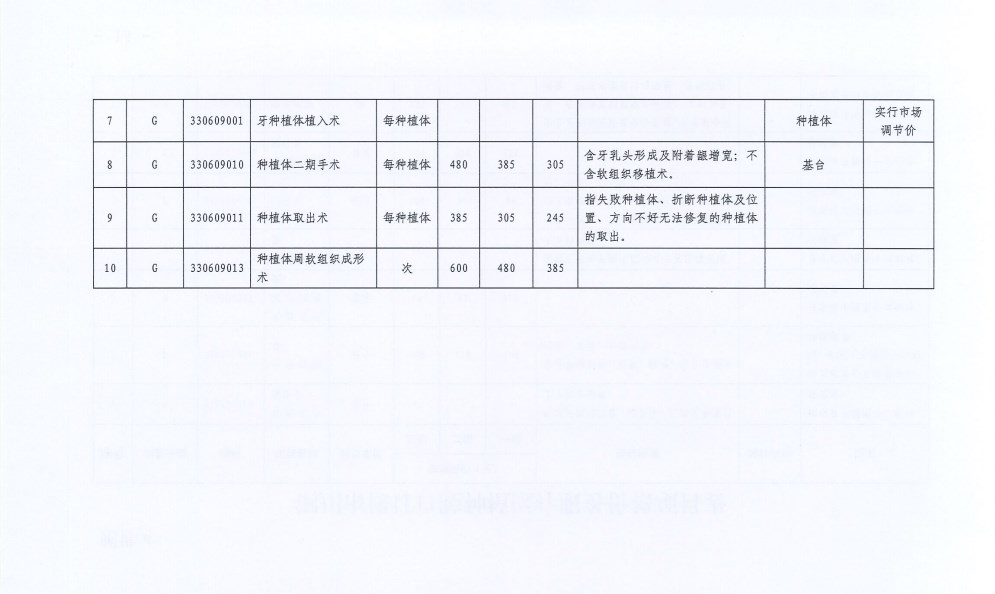 7 G 330609001 牙种植体植入术 每种植体 种植体 实行市场
调节价
8 G 330609010 种植体二期手术 每种植体 480 385 305 含牙乳头形成及附着龈增宽；不
含软组织移植术。 基台
9 G 330609011 种植体取出术 每种植体 385 305 245 指失败种植体、折断种植体及位
置、方向不好无法修复的种植体
的取出。
10 G 330609013 种植体周软组织成形
术 次 600 480 385